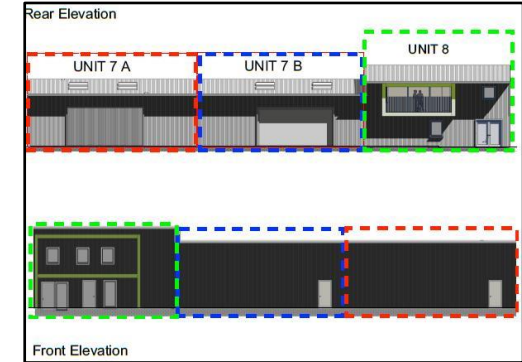 Rear Elevation
UNIT 8
UNIT 7 A
UNIT 7 B
Front Elevation